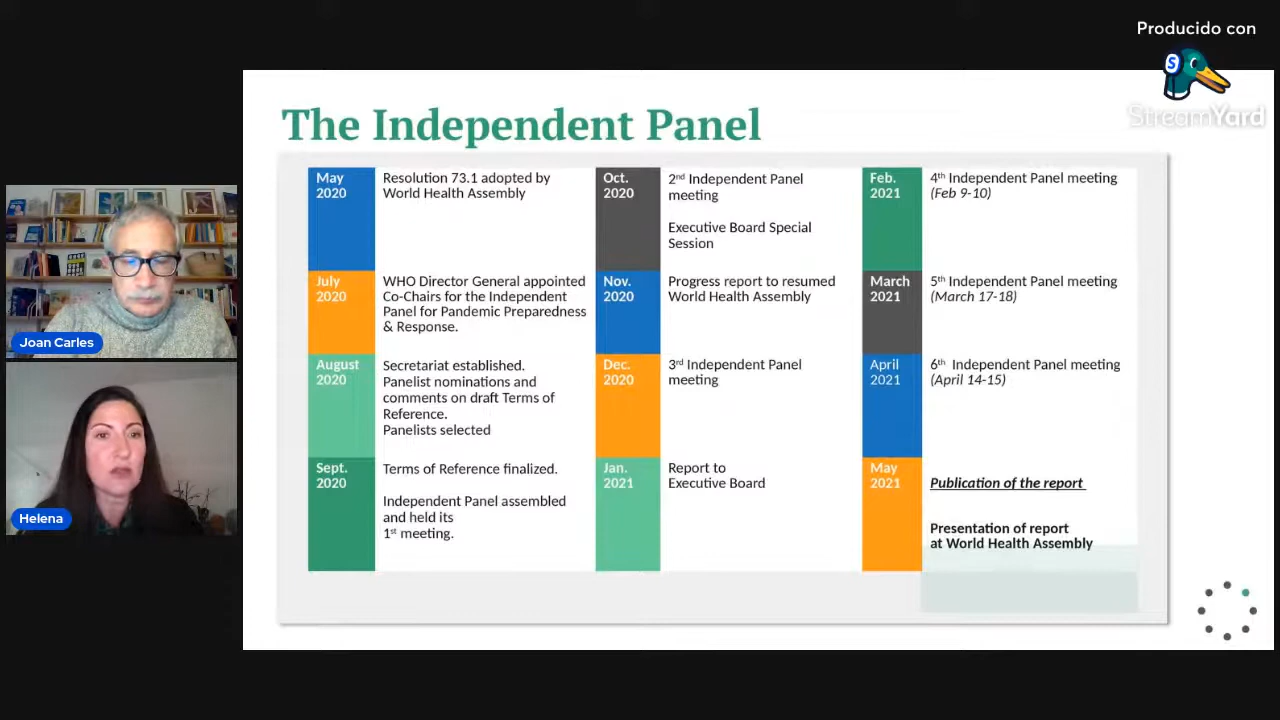 Producido con
StreamYard
The Independent Panel
May
2020
Resolution 73.1 adopted by
World Health Assembly
July
2020
WHO Director General appointed
Co-Chairs for the Independent
Panel for Pandemic Preparedness
& Response.
August
2020
Secretariat established.
Panelist nominations and
comments on draft Terms of
Reference.
Panelists selected
Sept.
2020
Terms of Reference finalized.
Independent Panel assembled
and held its
1st meeting.
Oct.
2020
2nd Independent Panel
meeting
Executive Board Special
Session
Nov.
2020
Progress report to resumed
World Health Assembly
Dec.
2020
3rd Independent Panel
meeting
Jan.
2021
Report to
Executive Board
Feb.
2021
4th Independent Panel meeting
(Feb 9-10)
March
2021
5th Independent Panel meeting
(March 17-18)
April
2021
6th Independent Panel meeting
(April 14-15)
May
2021
Publication of the report
Presentation of report
at World Health Assembly
Joan Carles
Helena